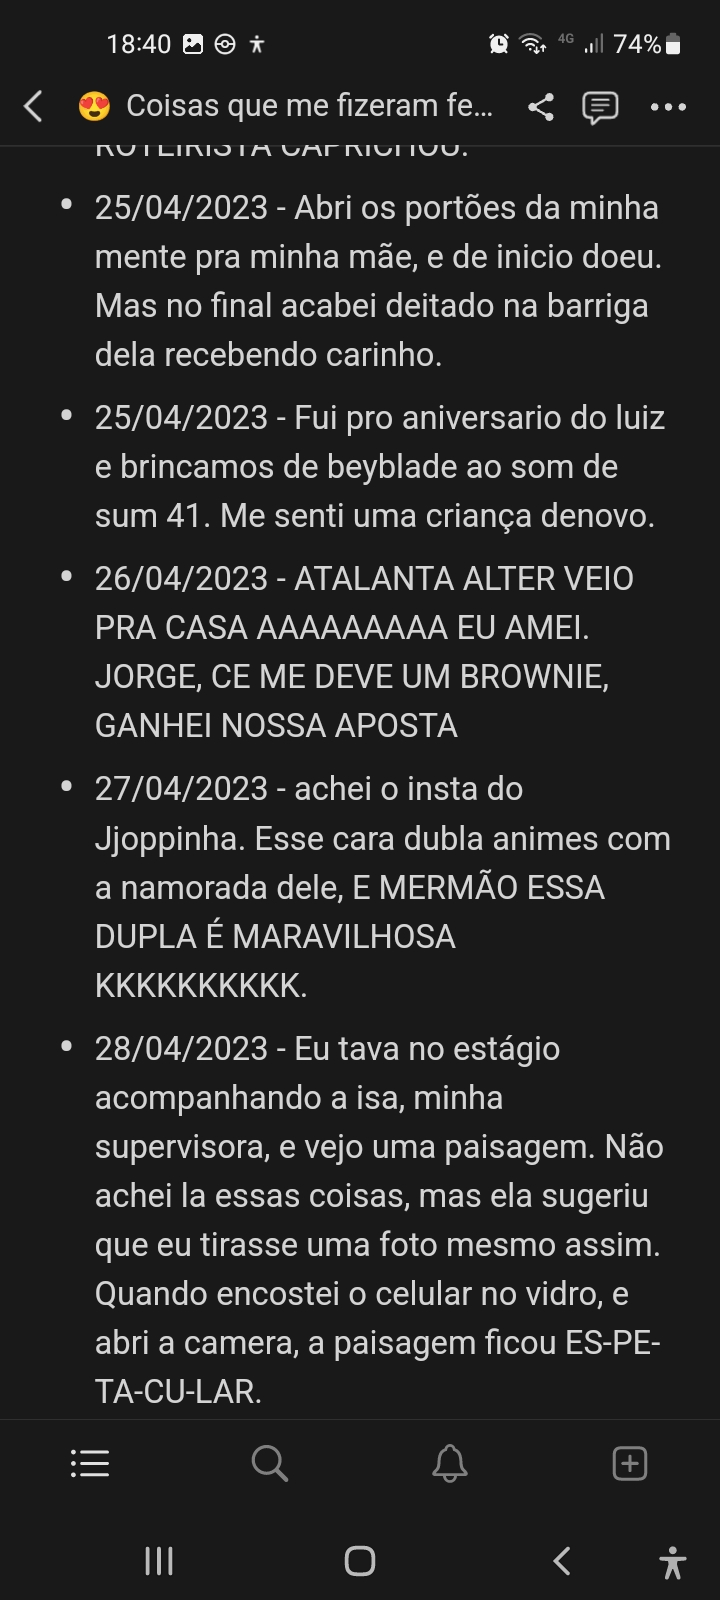 18:40
4G
74%
Coisas que me fizeram fe...
ROTEIRISTA CAPRICHOU.
• 25/04/2023 - Abri os portões da minha
mente pra minha mãe, e de inicio doeu.
Mas no final acabei deitado na barriga
dela recebendo carinho.
• 25/04/2023 - Fui pro aniversario do luiz
e brincamos de beyblade ao som de
sum 41. Me senti uma criança denovo.
• 26/04/2023 - ATALANTA ALTER VEIO
PRA CASA AAAAAAAAA EU AMEI.
JORGE, CE ME DEVE UM BROWNIE,
GANHEI NOSSA APOSTA
• 27/04/2023 - achei o insta do
Jjoppinha. Esse cara dubla animes com
a namorada dele, E MERMÃO ESSA
DUPLA É MARAVILHOSA
KKKKKKKKKK.
• 28/04/2023 - Eu tava no estágio
acompanhando a isa, minha
supervisora, e vejo uma paisagem. Não
achei la essas coisas, mas ela sugeriu
que eu tirasse uma foto mesmo assim.
Quando encostei o celular no vidro, e
abri a camera, a paisagem ficou ES-PE-
TA-CU-LAR.